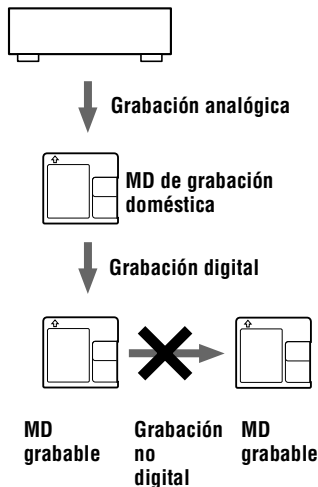 Grabación analógica
MD de grabación
doméstica
Grabación digital
MD
grabable
Grabación
no
digital
MD
grabable